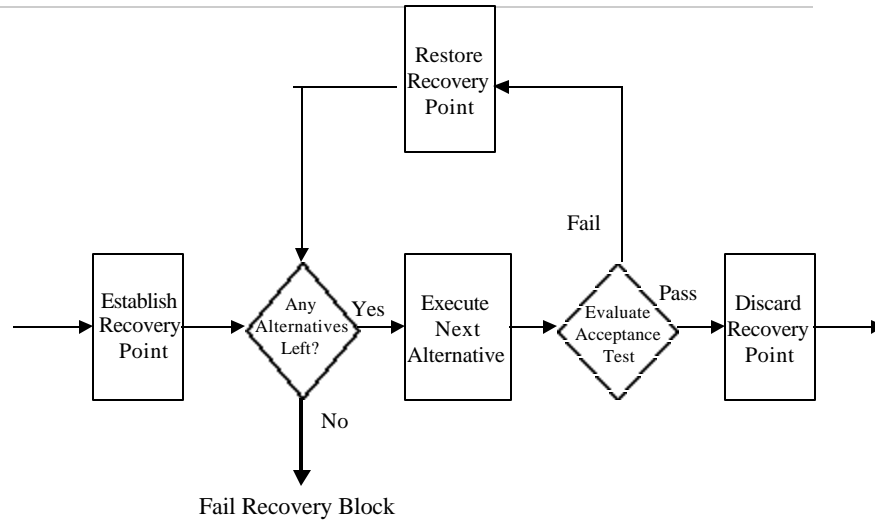 Restore
Recovery
Point
Fail
Establish
Recovery
Point
Any
Alternatives
Left?
Yes
Execute
Next
Alternative
Evaluate
Acceptance
Test
Pass
Discard
Recovery
Point
No
Fail Recovery Block